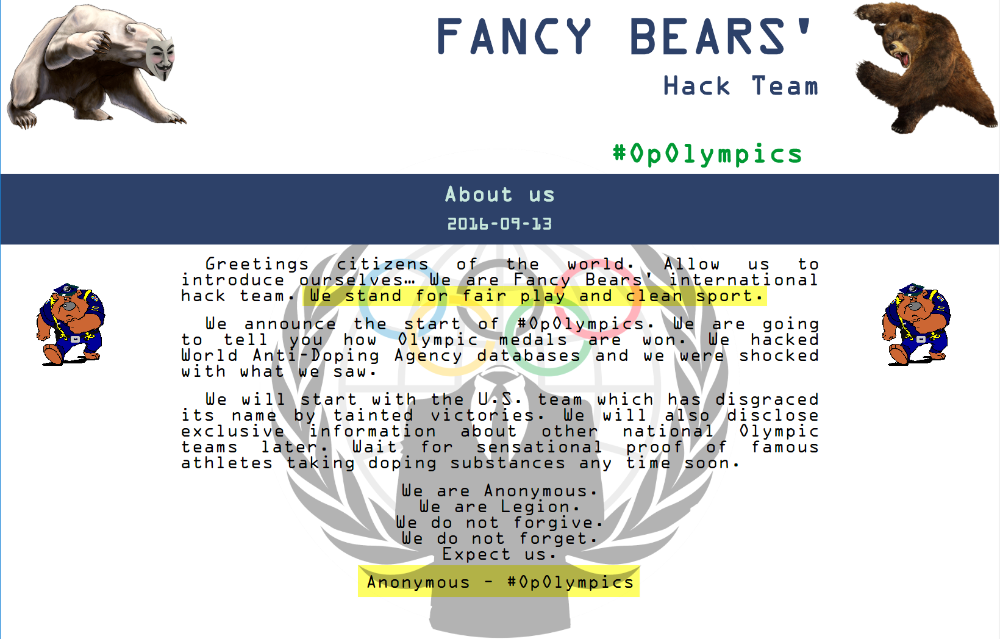 FANCY BEARS'
Hack Team
#OpOlympics
About us
2016-09-13
Greetings citizens of the world. Allow us to
introduce ourselves… We are Fancy Bears' international
hack team. We stand for fair play and clean sport.
We announce the start of #OpOlympics. We are going
to tell you how Olympic medals are won. We hacked
World Anti-Doping Agency databases and we were shocked
with what we saw.
We will start with the U.S. team which has disgraced
its name by tainted victories. We will also disclose
exclusive information about other national Olympic
teams later. Wait for sensational proof of famous
athletes taking doping substances any time soon.
We are Anonymous.
We are Legion.
We do not forgive.
We do not forget.
Expect us.
Anonymous - #OpOlympics